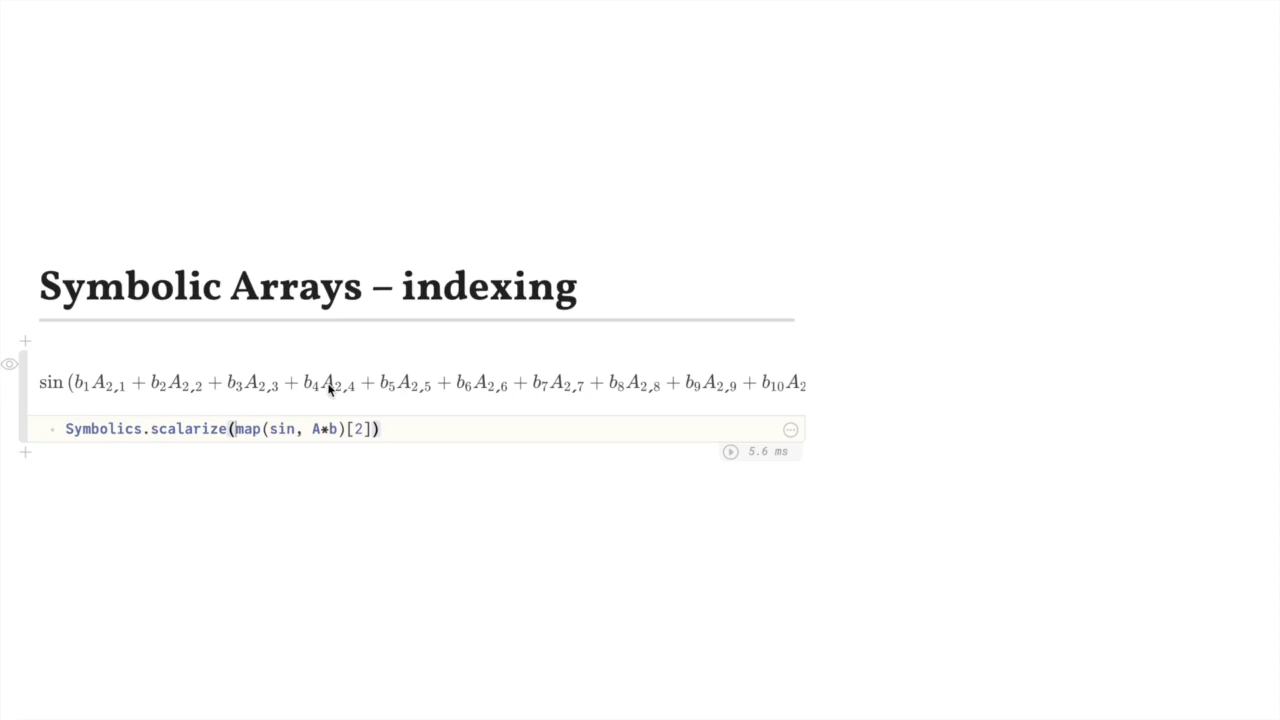 Symbolic Arrays – indexing
sin (b₁A₂,₁ + b₂A₂,₂ + b₃A₂,₃ + b₄A₂,₄ + b₅A₂,₅ + b₆A₂,₆ + b₇A₂,₇ + b₈A₂,₈ + b₉A₂,₉ + b₁₀A₂
Symbolics.scalarize(map(sin, A*b)[2])
5.6 ms